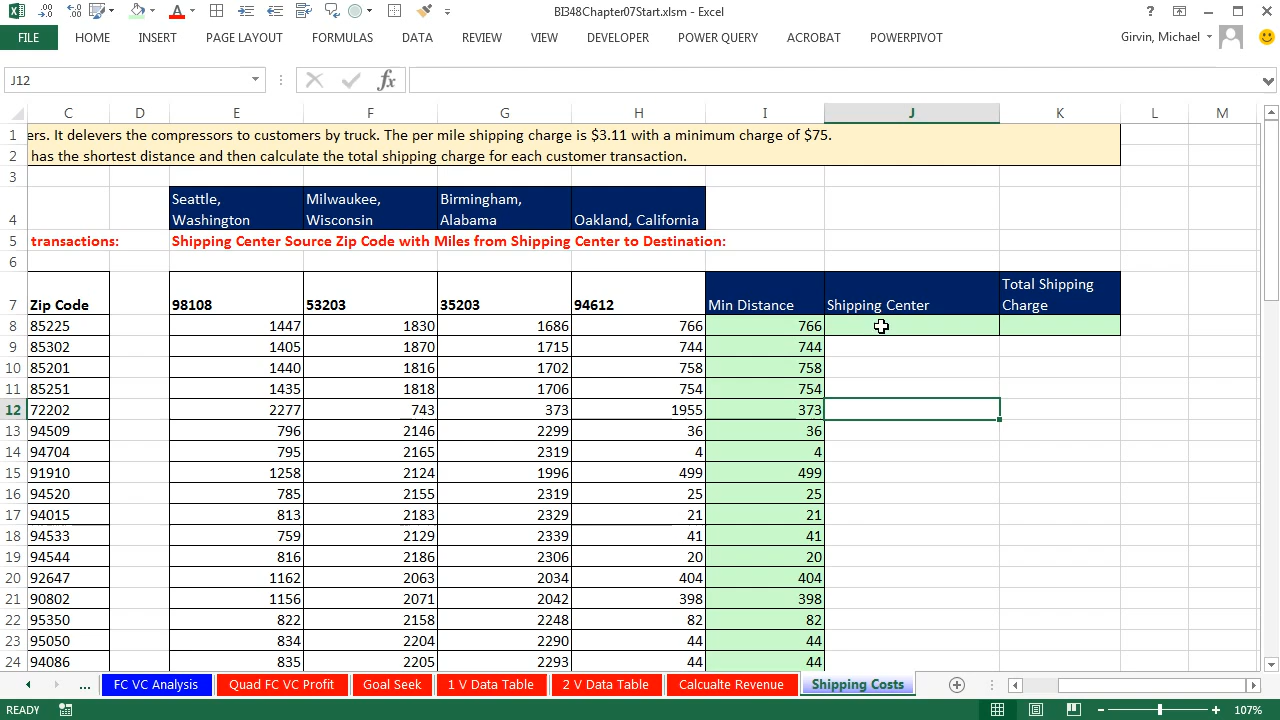 BI348Chapter07Start.xlsm - Excel
FILE HOME INSERT PAGE LAYOUT FORMULAS DATA REVIEW VIEW DEVELOPER POWER QUERY ACROBAT POWERPIVOT Girvin, Michael
J12 fx
C D E F G H I J K L M
1 ers. It delevers the compressors to customers by truck. The per mile shipping charge is $3.11 with a minimum charge of $75.
2 has the shortest distance and then calculate the total shipping charge for each customer transaction.
3
Seattle, Milwaukee, Birmingham,
4 Washington Wisconsin Alabama Oakland, California
5 transactions: Shipping Center Source Zip Code with Miles from Shipping Center to Destination:
6
Total Shipping
7 Zip Code 98108 53203 35203 94612 Min Distance Shipping Center Charge
8 85225 1447 1830 1686 766 766
9 85302 1405 1870 1715 744 744
10 85201 1440 1816 1702 758 758
11 85251 1435 1818 1706 754 754
12 72202 2277 743 373 1955 373
13 94509 796 2146 2299 36 36
14 94704 795 2165 2319 4 4
15 91910 1258 2124 1996 499 499
16 94520 785 2155 2319 25 25
17 94015 813 2183 2329 21 21
18 94533 759 2129 2339 41 41
19 94544 816 2186 2306 20 20
20 92647 1162 2063 2034 404 404
21 90802 1156 2071 2042 398 398
22 95350 822 2158 2248 82 82
23 95050 834 2204 2290 44 44
24 94086 835 2205 2293 44 44
... FC VC Analysis Quad FC VC Profit Goal Seek 1 V Data Table 2 V Data Table Calcualte Revenue Shipping Costs
READY 107%